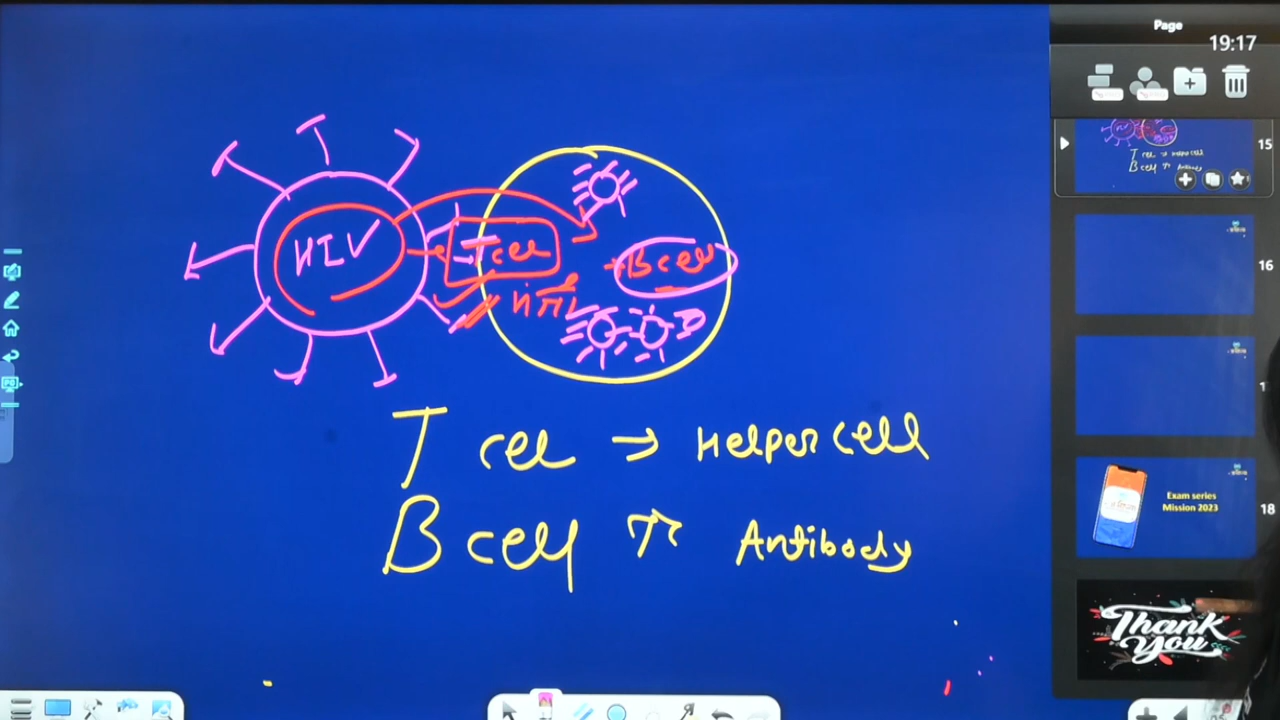 Page
19:17
HIV
T cell
B cell
15
T cell → Helper cell
B cell ↑↑ Antibody
16
18
Exam series
Mission 2023
Thank
You